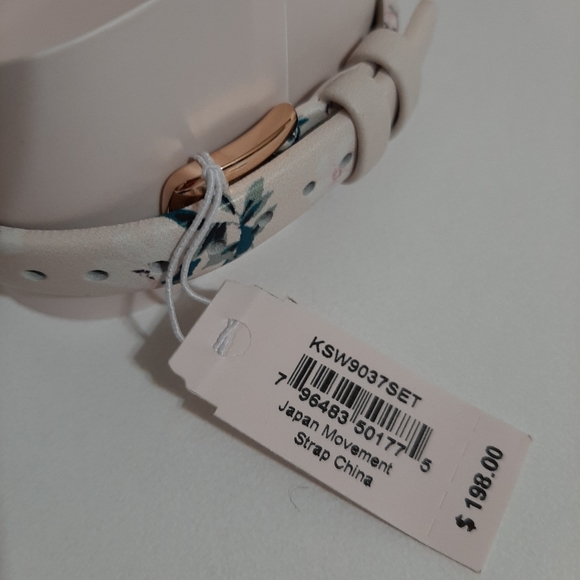 KSW9037SET
7 96483 50177 5
Japan Movement
Strap China
$ 198.00